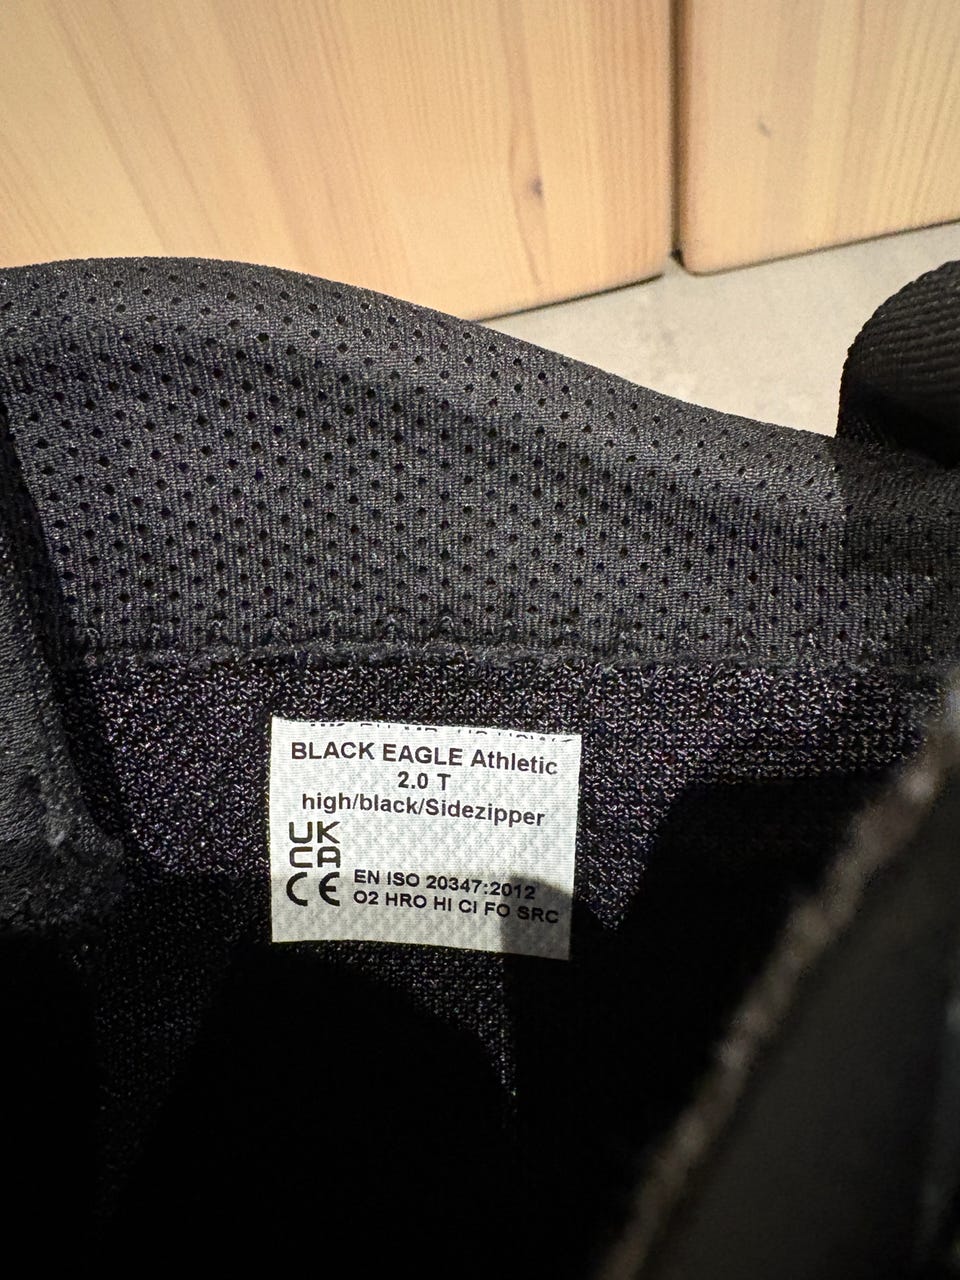 BLACK EAGLE Athletic
2.0 T
high/black/Sidezipper
UK
CA
CE
EN ISO 20347:2012
O2 HRO HI CI FO SRC